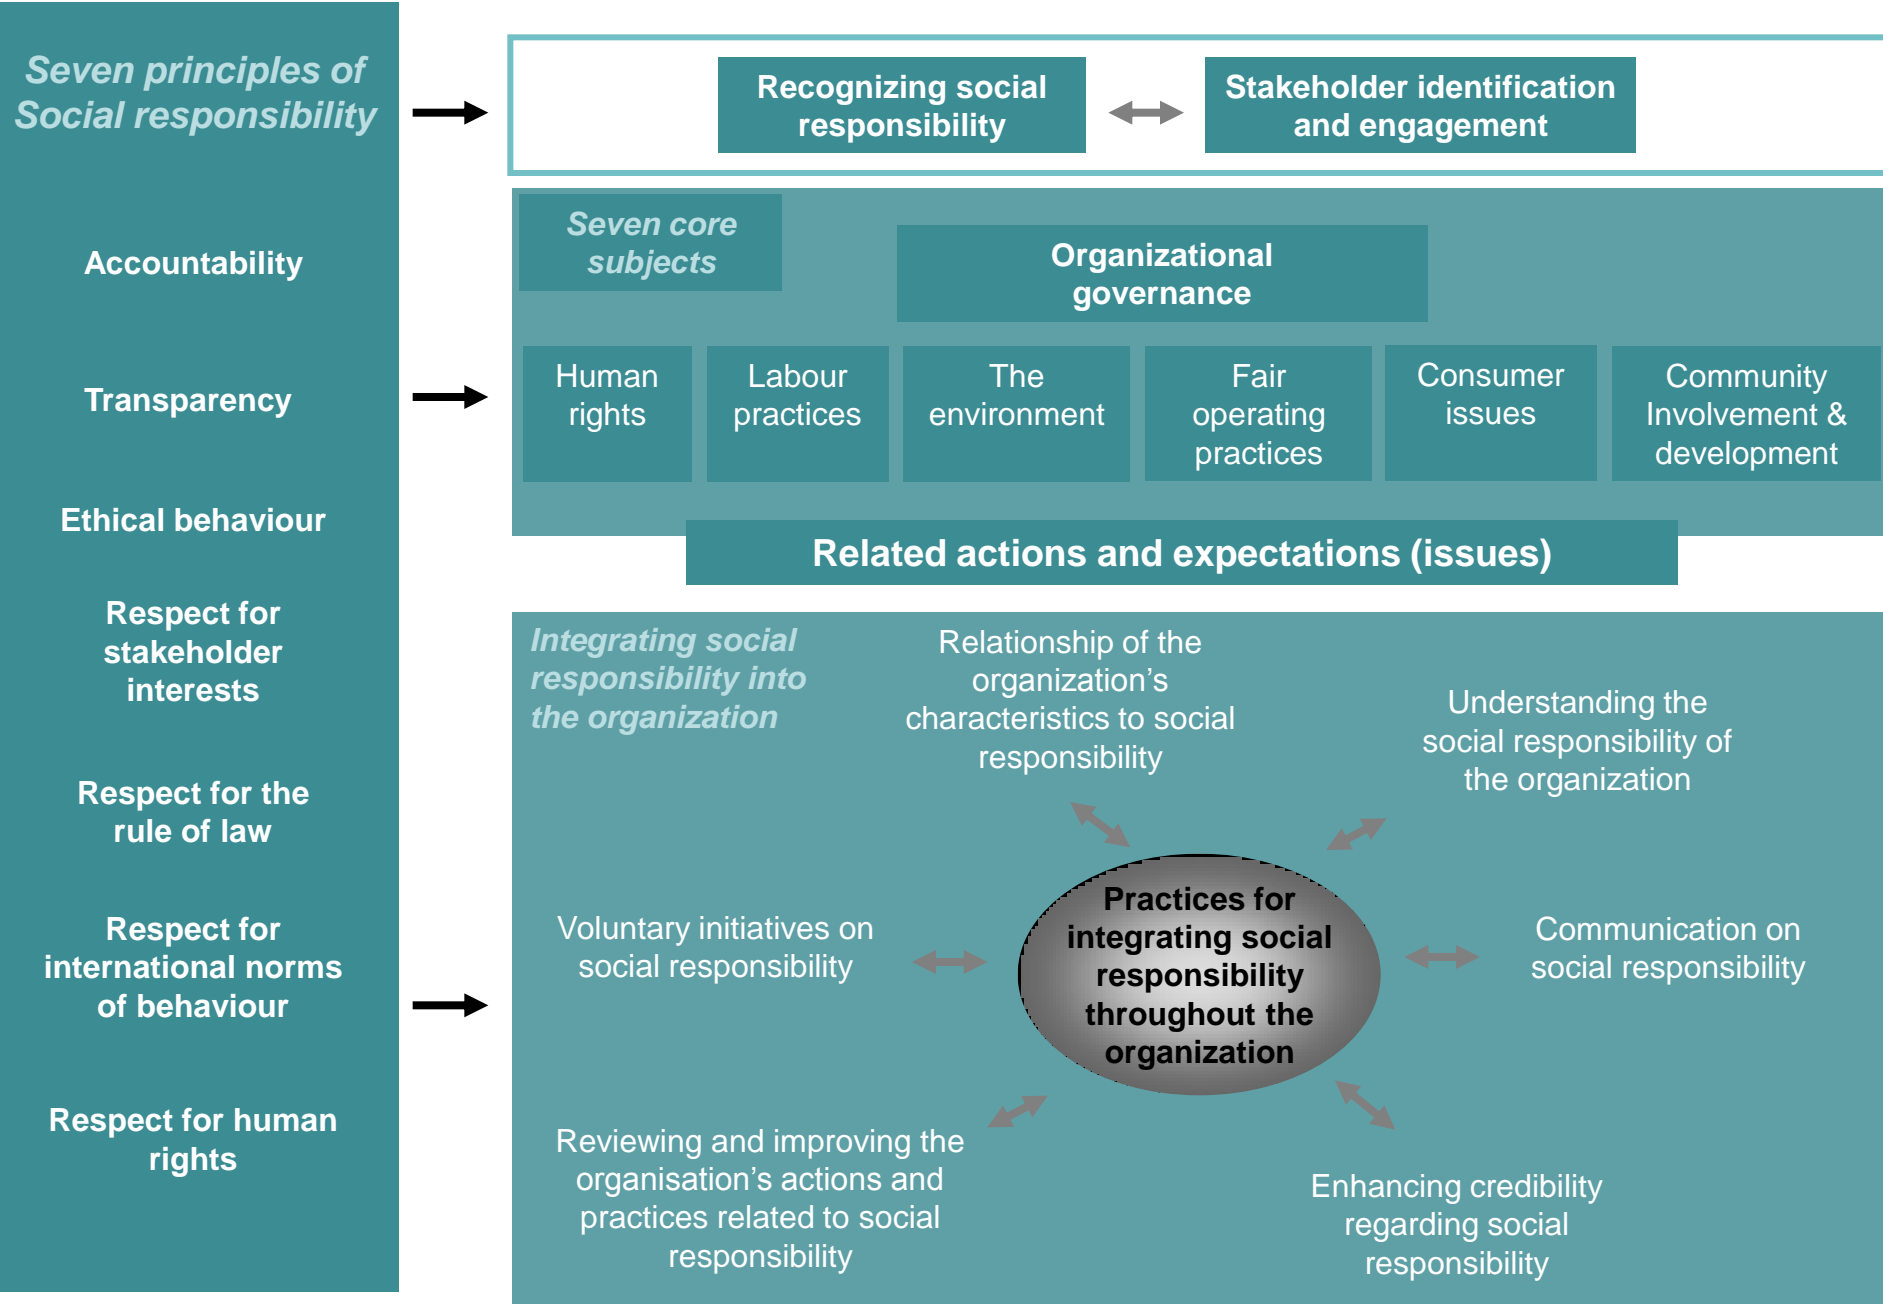 Seven principles of
Social responsibility
Accountability
Transparency
Ethical behaviour
Respect for
stakeholder
interests
Respect for the
rule of law
Respect for
international norms
of behaviour
Respect for human
rights
Recognizing social
responsibility
Stakeholder identification
and engagement
Seven core
subjects
Organizational
governance
Human
rights
Labour
practices
The
environment
Fair
operating
practices
Consumer
issues
Community
Involvement &
development
Related actions and expectations (issues)
Integrating social
responsibility into
the organization
Relationship of the
organization’s
characteristics to social
responsibility
Understanding the
social responsibility of
the organization
Voluntary initiatives on
social responsibility
Practices for
integrating social
responsibility
throughout the
organization
Communication on
social responsibility
Reviewing and improving the
organisation’s actions and
practices related to social
responsibility
Enhancing credibility
regarding social
responsibility